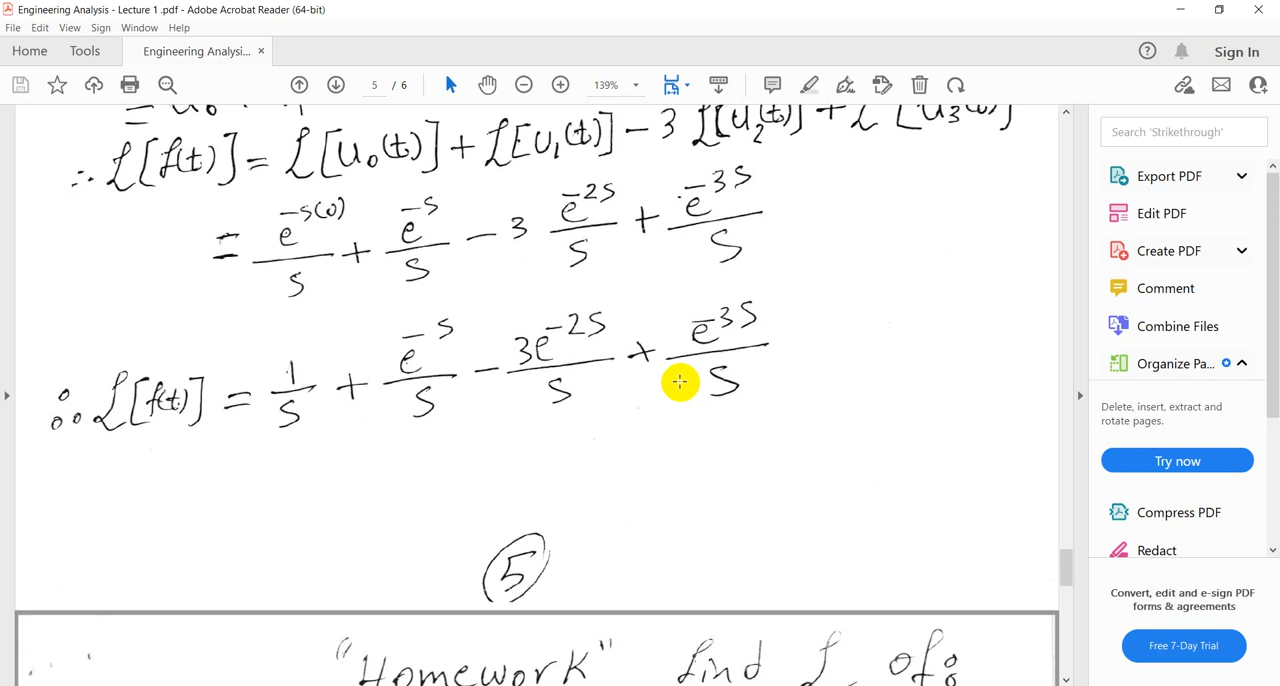 Engineering Analysis - Lecture 1 .pdf - Adobe Acrobat Reader (64-bit)
File Edit View Sign Window Help
Home Tools Engineering Analysi... × Sign In
5 / 6 139%
∴ ℒ[f(t)] = ℒ[u₀(t)] + ℒ[u₁(t)] − 3 ℒ[u₂(t)] + ℒ[u₃(t)]
= e^{-s(0)}/s + e^{-s}/s − 3 e^{-2s}/s + e^{-3s}/s
∴ ℒ[f(t)] = 1/s + e^{-s}/s − 3e^{-2s}/s + e^{-3s}/s
5
"Homework" find ℒ of:
Search 'Strikethrough'
Export PDF
Edit PDF
Create PDF
Comment
Combine Files
Organize Pa...
Delete, insert, extract and
rotate pages.
Try now
Compress PDF
Redact
Convert, edit and e-sign PDF
forms & agreements
Free 7-Day Trial